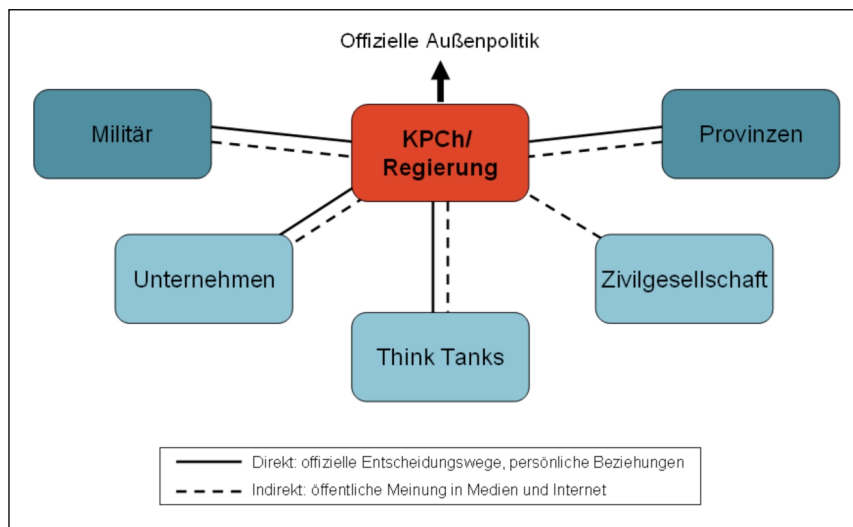 Offizielle Außenpolitik
Militär
KPCh/
Regierung
Provinzen
Unternehmen
Zivilgesellschaft
Think Tanks
Direkt: offizielle Entscheidungswege, persönliche Beziehungen
Indirekt: öffentliche Meinung in Medien und Internet